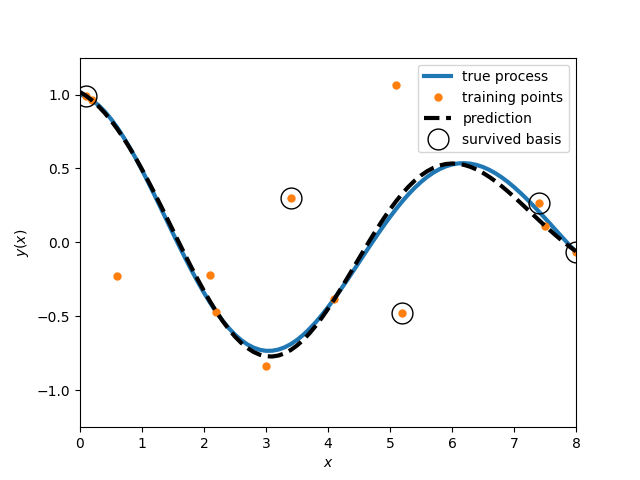 true process
training points
prediction
survived basis
1.0
0.5
0.0
−0.5
−1.0
y(x)
0 1 2 3 4 5 6 7 8
x